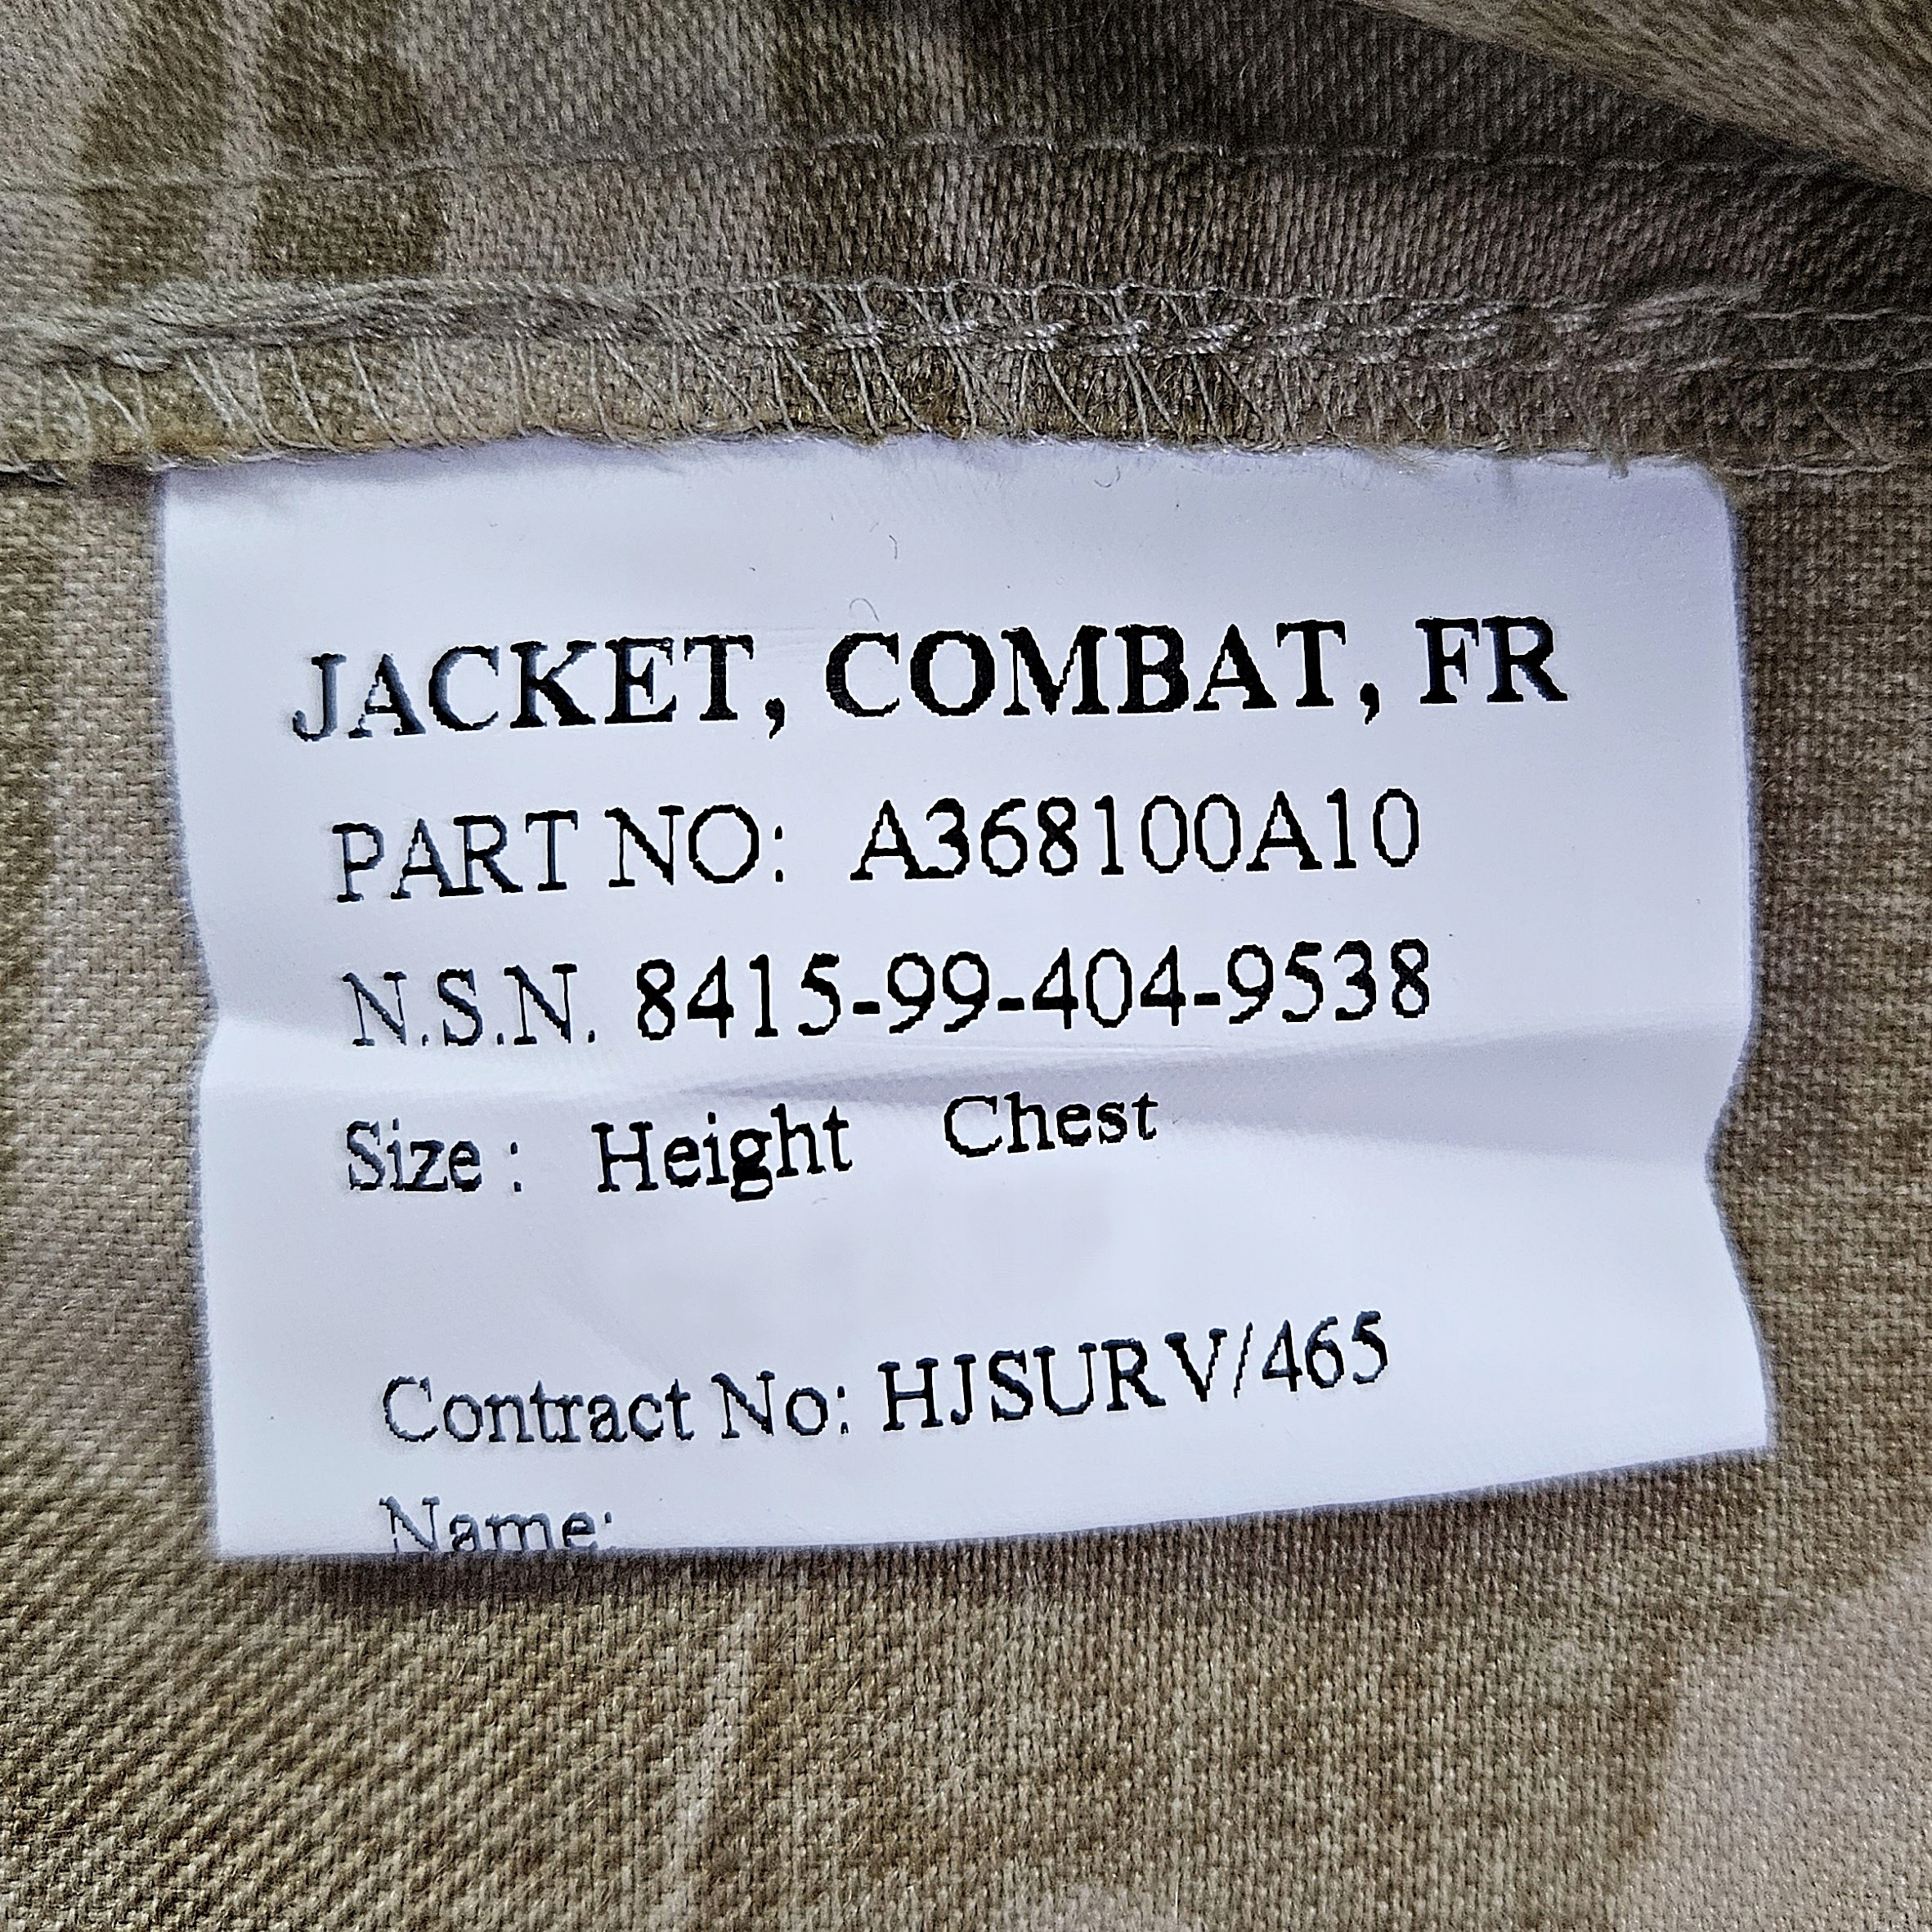 JACKET, COMBAT, FR
PART NO: A368100A10
N.S.N. 8415-99-404-9538
Size : Height Chest
Contract No: HJSURV/465
Name: